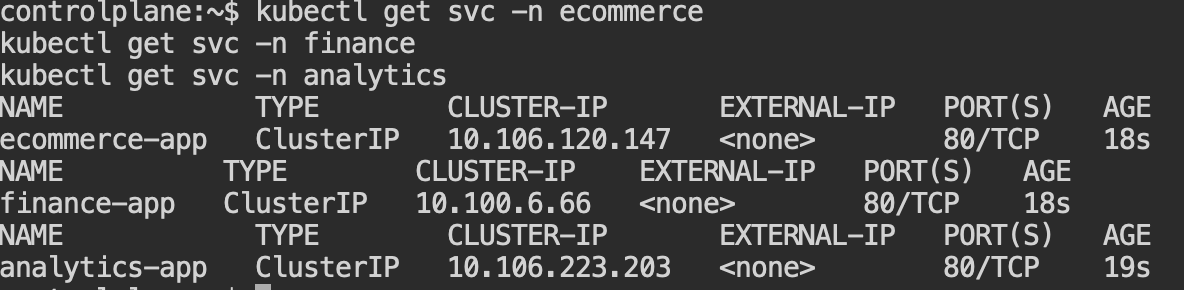 controlplane:~$ kubectl get svc -n ecommerce
kubectl get svc -n finance
kubectl get svc -n analytics
NAME            TYPE        CLUSTER-IP       EXTERNAL-IP   PORT(S)   AGE
ecommerce-app   ClusterIP   10.106.120.147   <none>        80/TCP    18s
NAME          TYPE        CLUSTER-IP    EXTERNAL-IP   PORT(S)   AGE
finance-app   ClusterIP   10.100.6.66   <none>        80/TCP    18s
NAME            TYPE        CLUSTER-IP       EXTERNAL-IP   PORT(S)   AGE
analytics-app   ClusterIP   10.106.223.203   <none>        80/TCP    19s